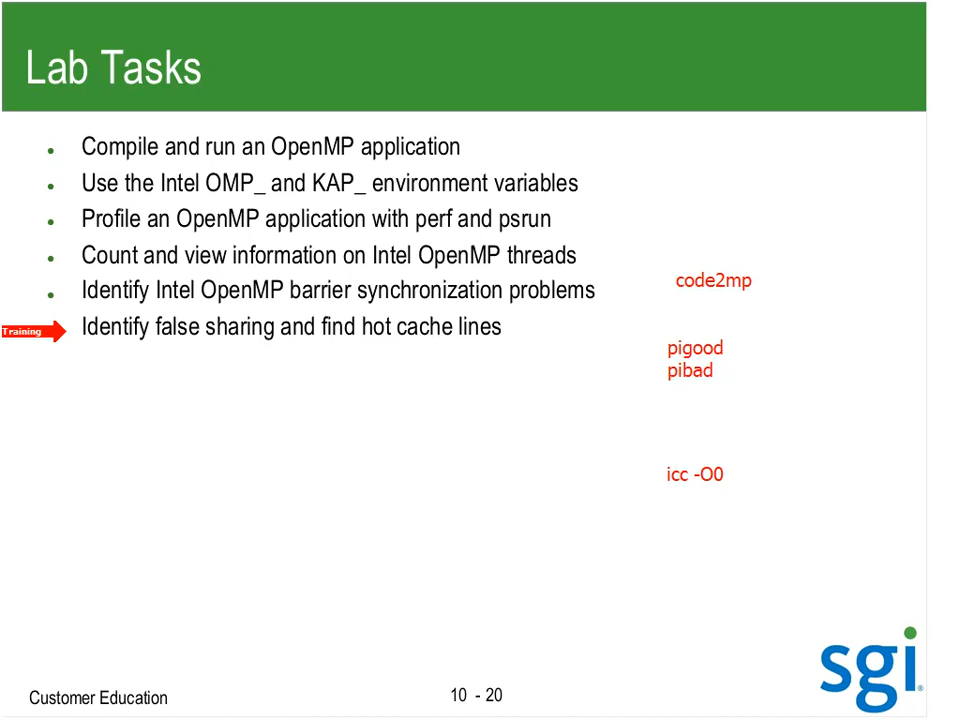 Lab Tasks
Compile and run an OpenMP application
Use the Intel OMP_ and KAP_ environment variables
Profile an OpenMP application with perf and psrun
Count and view information on Intel OpenMP threads
Identify Intel OpenMP barrier synchronization problems
code2mp
Training
Identify false sharing and find hot cache lines
pigood
pibad
icc -O0
sgi®
Customer Education
10 - 20